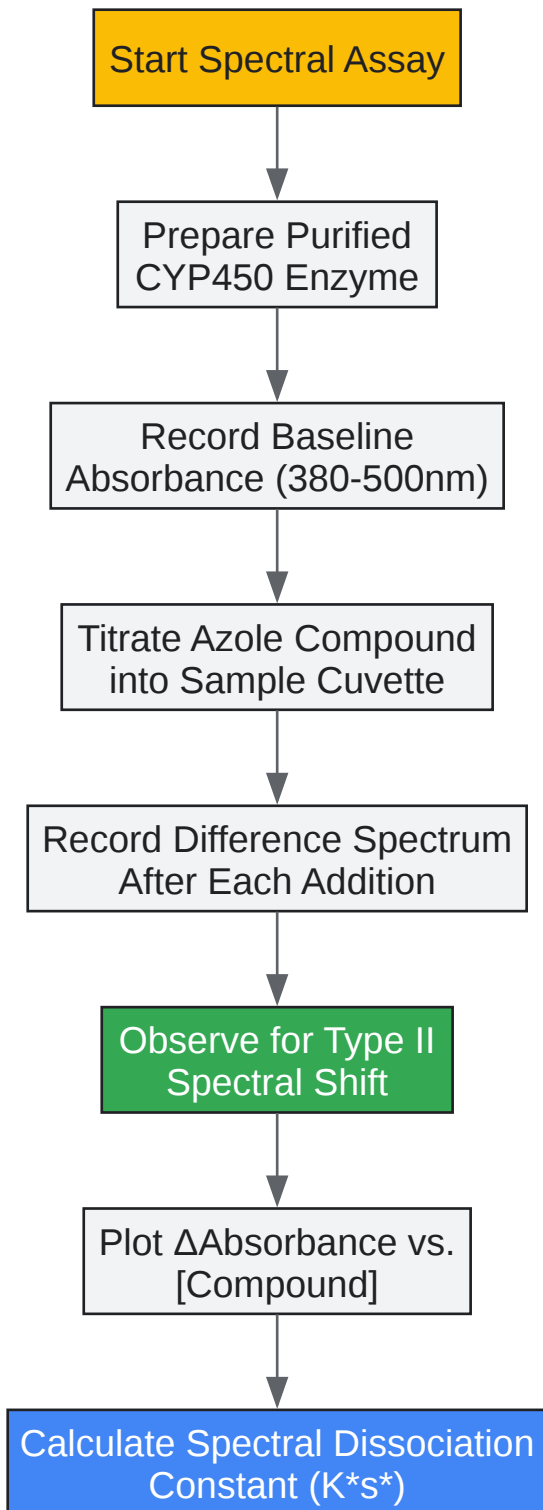 Start Spectral Assay
Prepare Purified
CYP450 Enzyme
Record Baseline
Absorbance (380-500nm)
Titrate Azole Compound
into Sample Cuvette
Record Difference Spectrum
After Each Addition
Observe for Type II
Spectral Shift
Plot ΔAbsorbance vs.
[Compound]
Calculate Spectral Dissociation
Constant (K*s*)